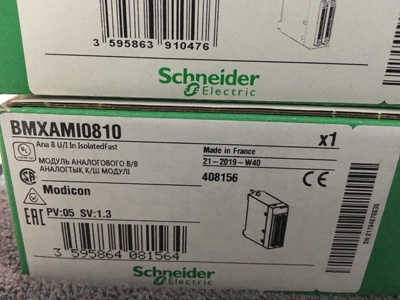 3 595863 910476
Schneider
Electric
BMXAMI0810
x1
Ana 8 U/I In IsolatedFast
Made in France
МОДУЛЬ АНАЛОГОВОГО В/В
21-2019-W40
АНАЛОГТЫҚ К/Ш МОДУЛІ
408156
CE
Modicon
EAC
PV:05 SV:1.3
3 595864 081564
Schneider
Electric